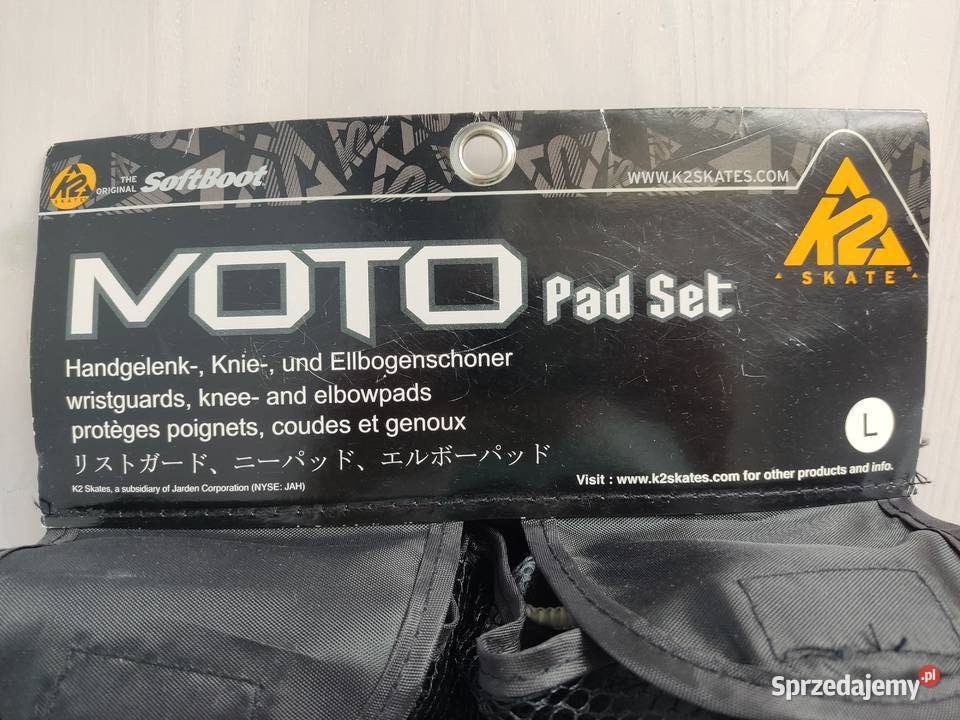 K2
SKATE
THE ORIGINAL SoftBoot
WWW.K2SKATES.COM
K2
SKATE
MOTO Pad Set
Handgelenk-, Knie-, und Ellbogenschoner
wristguards, knee- and elbowpads
protèges poignets, coudes et genoux
リストガード、ニーパッド、エルボーパッド
L
K2 Skates, a subsidiary of Jarden Corporation (NYSE: JAH)
Visit : www.k2skates.com for other products and info.
Sprzedajemy.pl